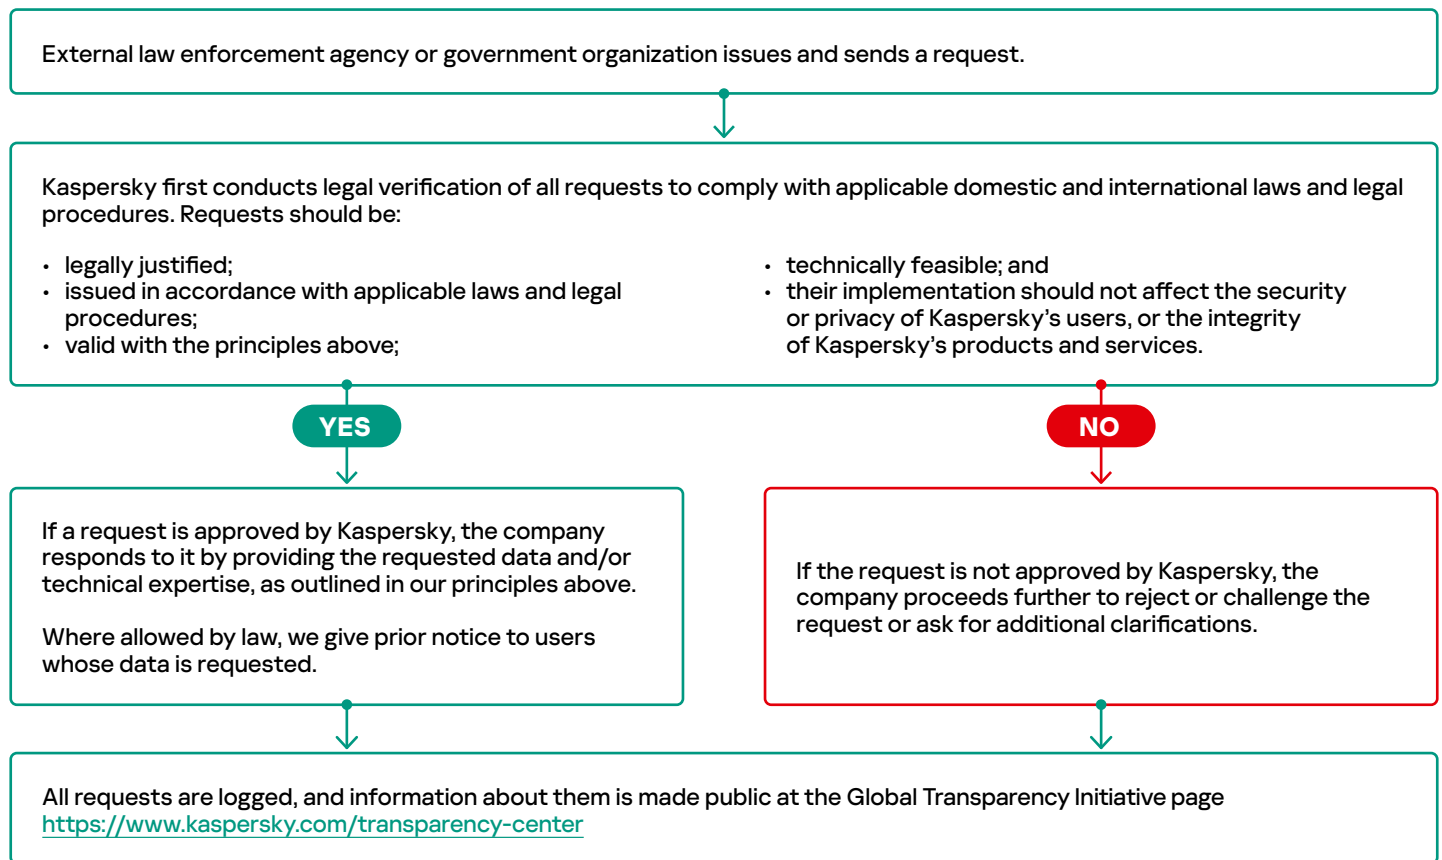 External law enforcement agency or government organization issues and sends a request.
Kaspersky first conducts legal verification of all requests to comply with applicable domestic and international laws and legal
procedures. Requests should be:
• legally justified;
• issued in accordance with applicable laws and legal
procedures;
• valid with the principles above;
• technically feasible; and
• their implementation should not affect the security
or privacy of Kaspersky's users, or the integrity
of Kaspersky's products and services.
YES
NO
If a request is approved by Kaspersky, the company
responds to it by providing the requested data and/or
technical expertise, as outlined in our principles above.
Where allowed by law, we give prior notice to users
whose data is requested.
If the request is not approved by Kaspersky, the
company proceeds further to reject or challenge the
request or ask for additional clarifications.
All requests are logged, and information about them is made public at the Global Transparency Initiative page
https://www.kaspersky.com/transparency-center